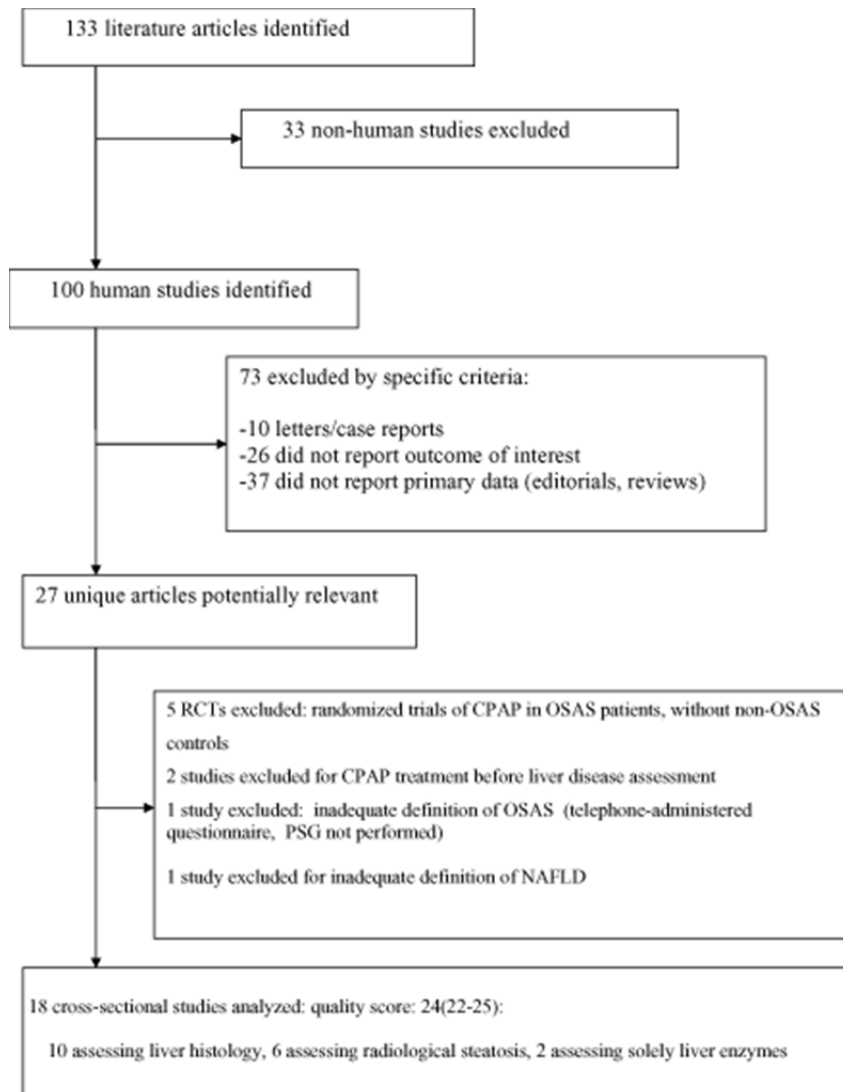 133 literature articles identified
33 non-human studies excluded
100 human studies identified
73 excluded by specific criteria:
-10 letters/case reports
-26 did not report outcome of interest
-37 did not report primary data (editorials, reviews)
27 unique articles potentially relevant
5 RCTs excluded: randomized trials of CPAP in OSAS patients, without non-OSAS
controls
2 studies excluded for CPAP treatment before liver disease assessment
1 study excluded: inadequate definition of OSAS (telephone-administered
questionnaire, PSG not performed)
1 study excluded for inadequate definition of NAFLD
18 cross-sectional studies analyzed: quality score: 24(22-25):
10 assessing liver histology, 6 assessing radiological steatosis, 2 assessing solely liver enzymes